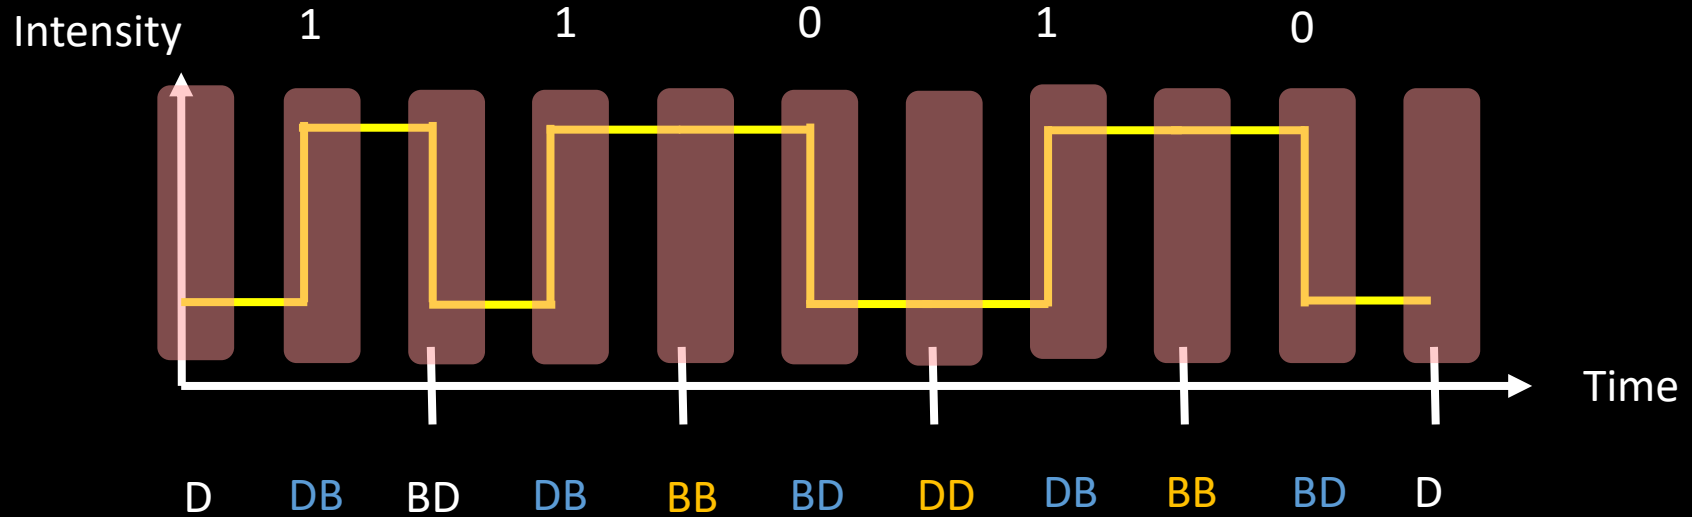 Intensity 1 1 0 1 0
Time
D DB BD DB BB BD DD DB BB BD D